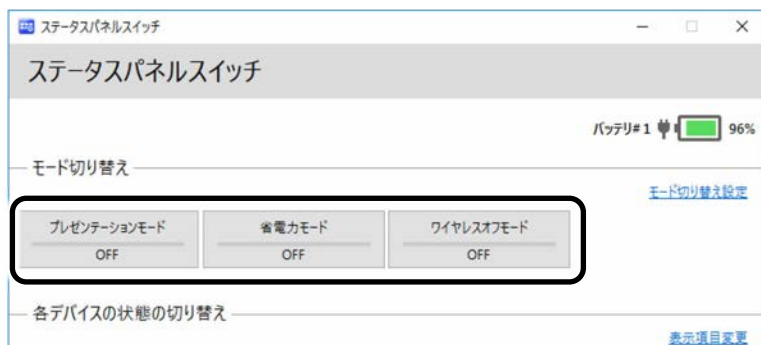 ステータスパネルスイッチ
ステータスパネルスイッチ
バッテリ#1 96%
モード切り替え
モード切り替え設定
プレゼンテーションモード 省電力モード ワイヤレスオフモード
OFF OFF OFF
各デバイスの状態の切り替え
表示項目変更